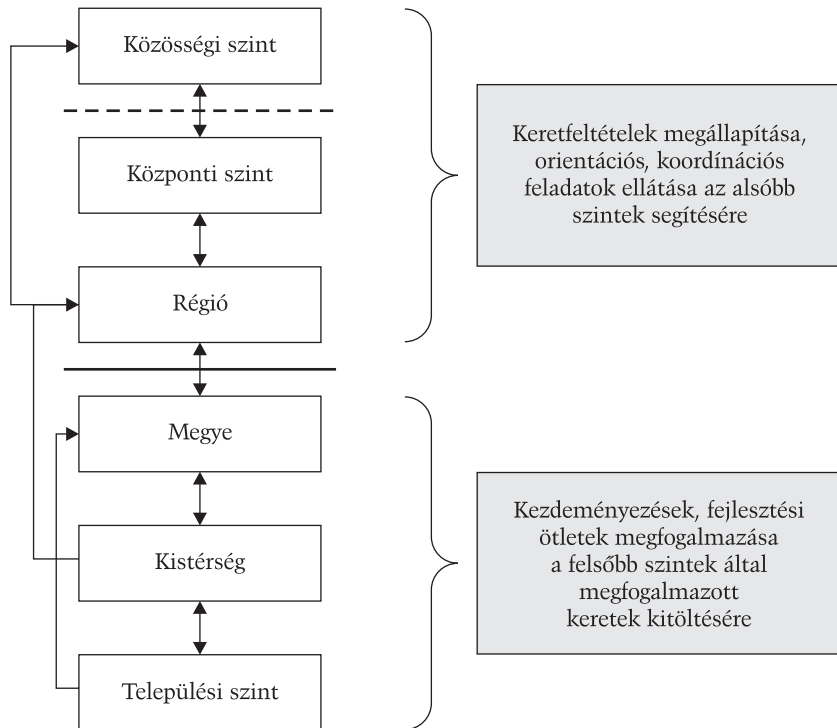 Közösségi szint
Központi szint
Régió
Megye
Kistérség
Települési szint
Keretfeltételek megállapítása,
orientációs, koordínációs
feladatok ellátása az alsóbb
szintek segítésére
Kezdeményezések, fejlesztési
ötletek megfogalmazása
a felsőbb szintek által
megfogalmazott
keretek kitöltésére